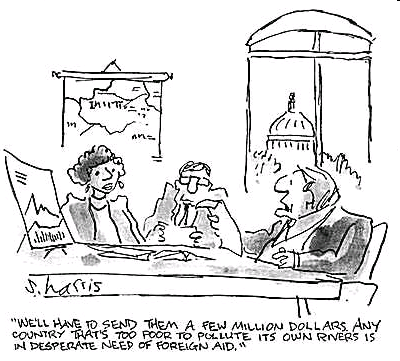 S. Harris
"WE'LL HAVE TO SEND THEM A FEW MILLION DOLLARS. ANY
COUNTRY THAT'S TOO POOR TO POLLUTE ITS OWN RIVERS IS
IN DESPERATE NEED OF FOREIGN AID."